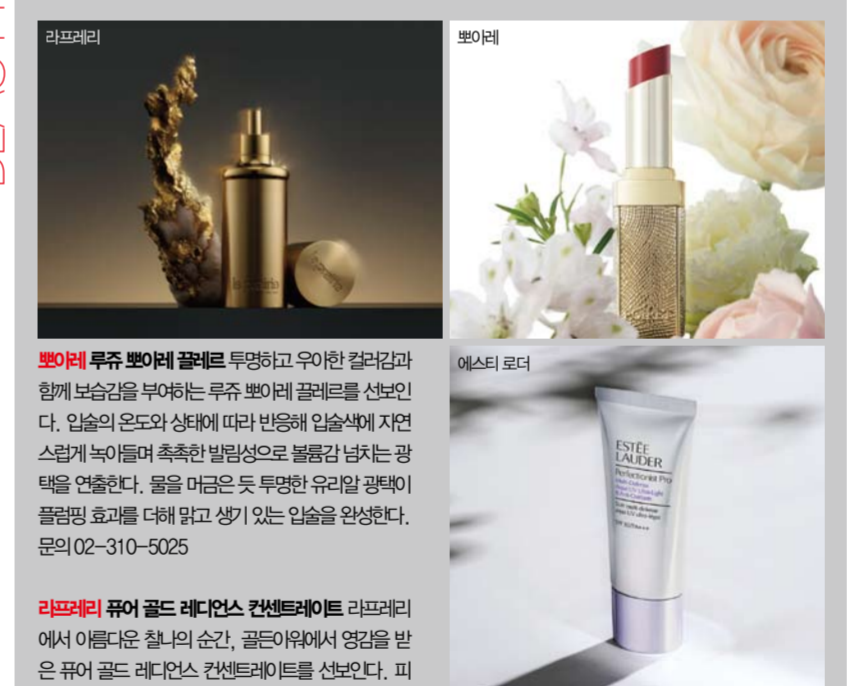 라프레리
뽀아레
la prairie
뽀아레 루쥬 뽀아레 끌레르 투명하고 우아한 컬러감과
함께 보습감을 부여하는 루쥬 뽀아레 끌레르를 선보인
다. 입술의 온도와 상태에 따라 반응해 입술색에 자연
스럽게 녹아들며 촉촉한 발림성으로 볼륨감 넘치는 광
택을 연출한다. 물을 머금은 듯 투명한 유리알 광택이
플럼핑 효과를 더해 맑고 생기 있는 입술을 완성한다.
문의 02-310-5025
라프레리 퓨어 골드 레디언스 컨센트레이트 라프레리
에서 아름다운 찰나의 순간, 골든아워에서 영감을 받
은 퓨어 골드 레디언스 컨센트레이트를 선보인다. 피
에스티 로더
ESTĒE
LAUDER
Perfectionist Pro